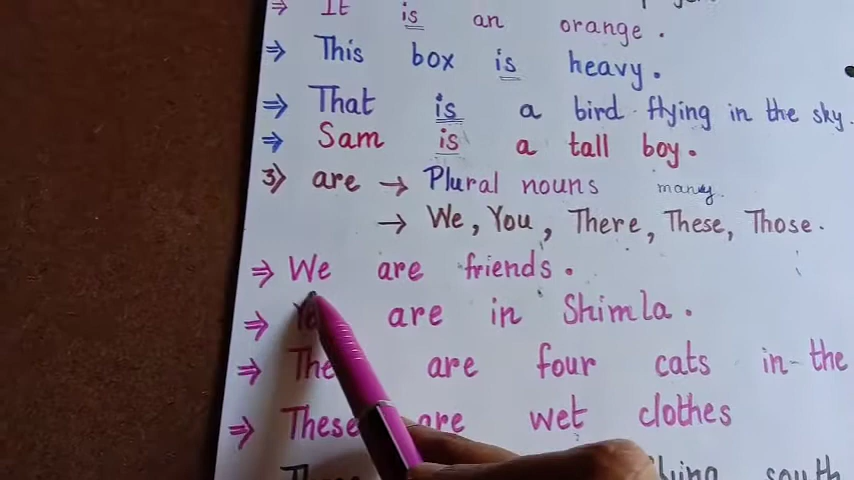 ⇒ It is an orange.
⇒ This box is heavy.
⇒ That is a bird flying in the sky.
⇒ Sam is a tall boy.
3) are → Plural nouns many
→ We, You, There, These, Those.
⇒ We are friends.
⇒ are in Shimla.
⇒ are four cats in the
⇒ These are wet clothes
south